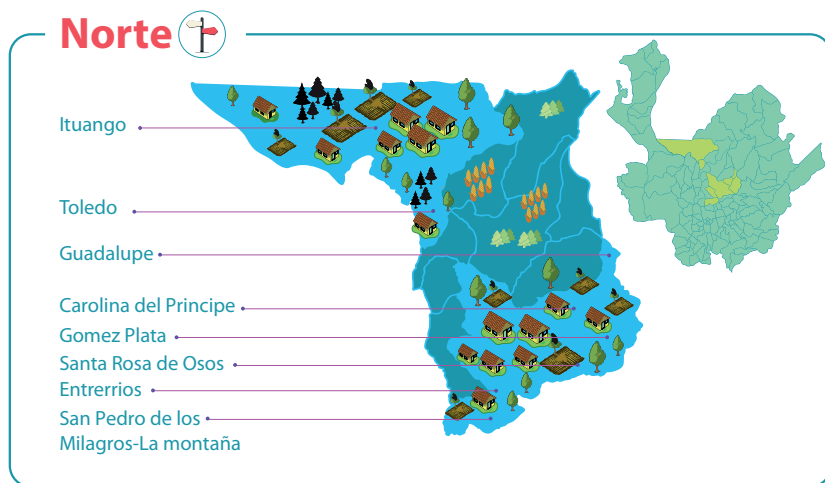 Norte
Ituango
Toledo
Guadalupe
Carolina del Principe
Gomez Plata
Santa Rosa de Osos
Entrerrios
San Pedro de los
Milagros-La montaña